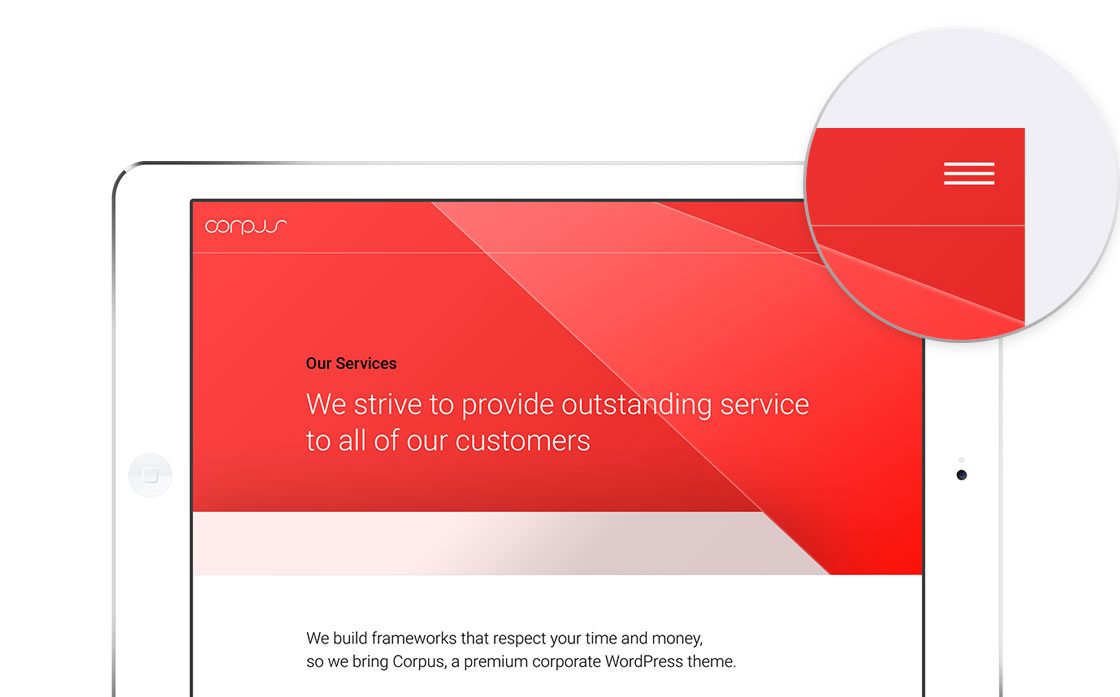 corpus
Our Services
We strive to provide outstanding service
to all of our customers
We build frameworks that respect your time and money,
so we bring Corpus, a premium corporate WordPress theme.